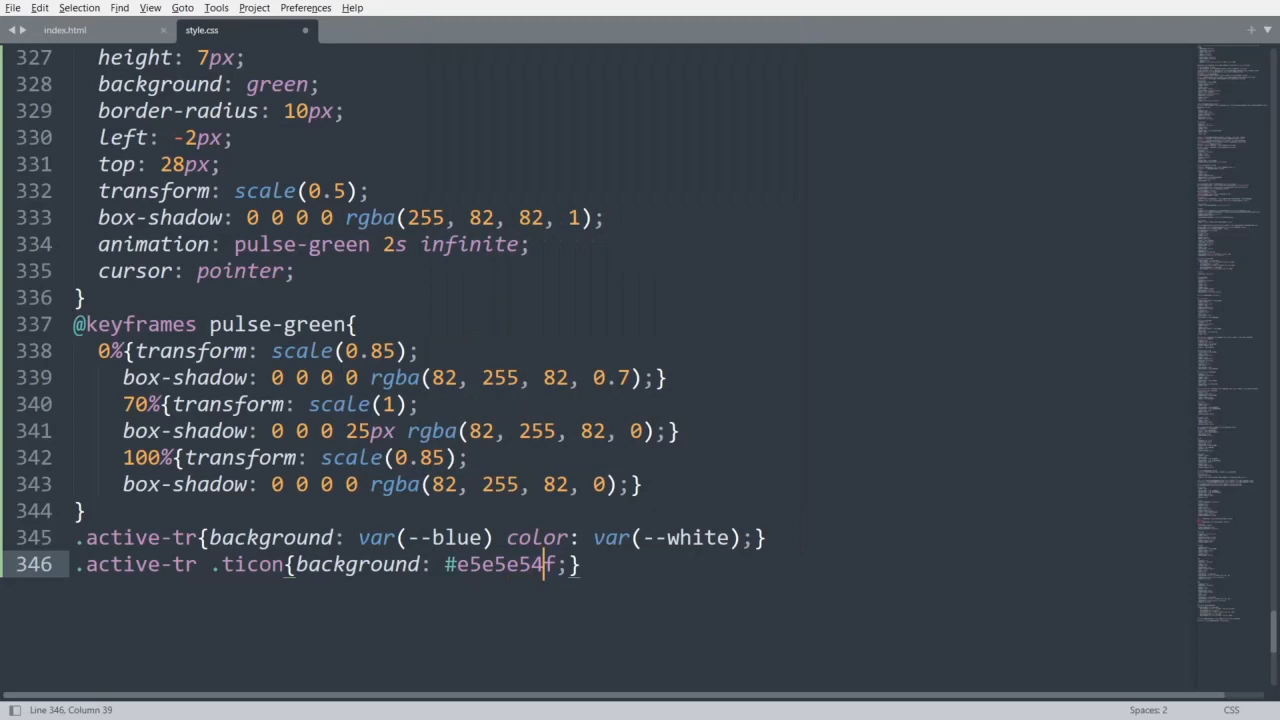 File Edit Selection Find View Goto Tools Project Preferences Help
index.html
style.css
327 height: 7px;
328 background: green;
329 border-radius: 10px;
330 left: -2px;
331 top: 28px;
332 transform: scale(0.5);
333 box-shadow: 0 0 0 0 rgba(255, 82, 82, 1);
334 animation: pulse-green 2s infinite;
335 cursor: pointer;
336 }
337 @keyframes pulse-green{
338 0%{transform: scale(0.85);
339 box-shadow: 0 0 0 0 rgba(82, 255, 82, 0.7);}
340 70%{transform: scale(1);
341 box-shadow: 0 0 0 25px rgba(82, 255, 82, 0);}
342 100%{transform: scale(0.85);
343 box-shadow: 0 0 0 0 rgba(82, 255, 82, 0);}
344 }
345 .active-tr{background: var(--blue) color: var(--white);}
346 .active-tr .ticon{background: #e5e5e54f;}
Line 346, Column 39
Spaces: 2
CSS